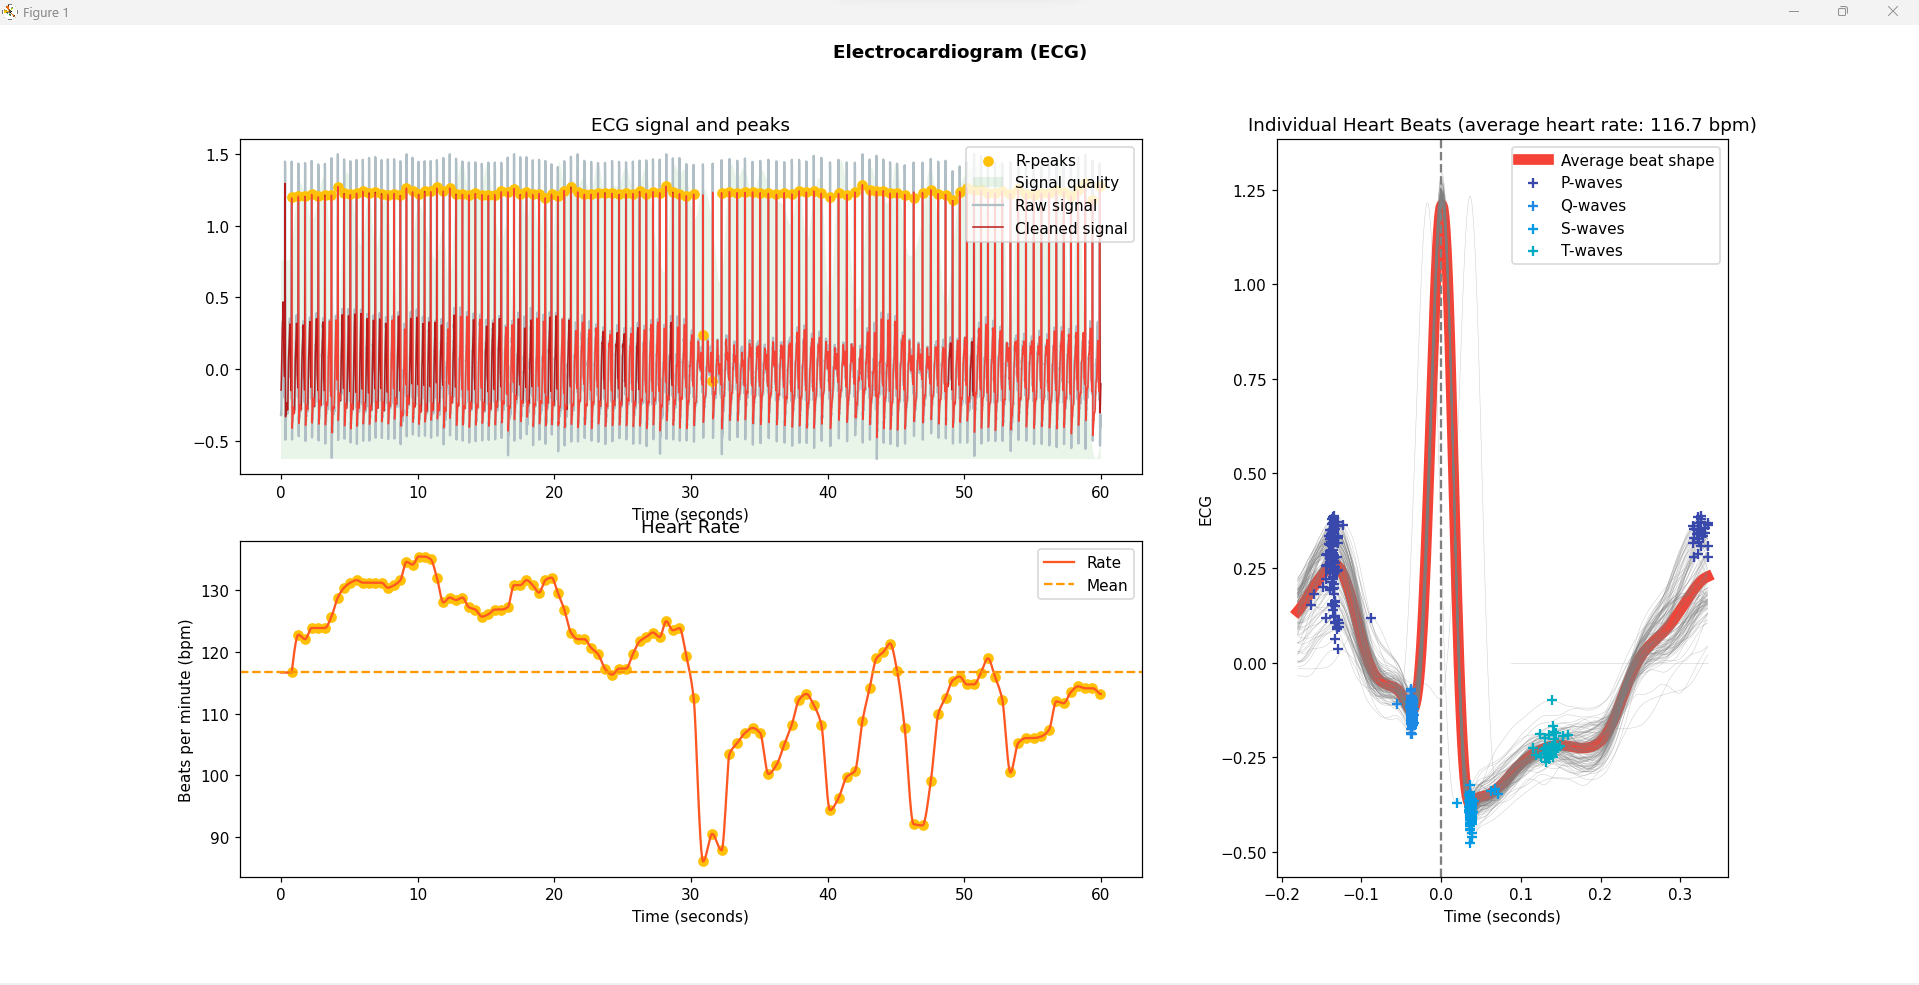 Figure 1
Electrocardiogram (ECG)
ECG signal and peaks
1.5
1.0
0.5
0.0
−0.5
0 10 20 30 40 50 60
Time (seconds)
R-peaks
Signal quality
Raw signal
Cleaned signal
Heart Rate
Beats per minute (bpm)
130
120
110
100
90
0 10 20 30 40 50 60
Time (seconds)
Rate
Mean
Individual Heart Beats (average heart rate: 116.7 bpm)
ECG
1.25
1.00
0.75
0.50
0.25
0.00
−0.25
−0.50
−0.2 −0.1 0.0 0.1 0.2 0.3
Time (seconds)
Average beat shape
P-waves
Q-waves
S-waves
T-waves